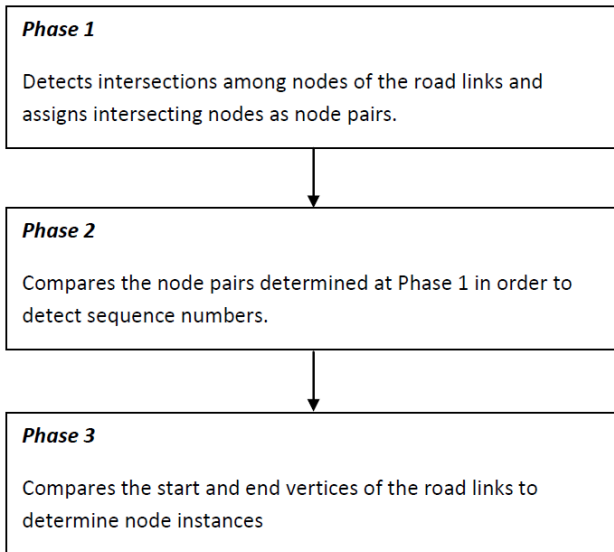 Phase 1
Detects intersections among nodes of the road links and
assigns intersecting nodes as node pairs.
Phase 2
Compares the node pairs determined at Phase 1 in order to
detect sequence numbers.
Phase 3
Compares the start and end vertices of the road links to
determine node instances